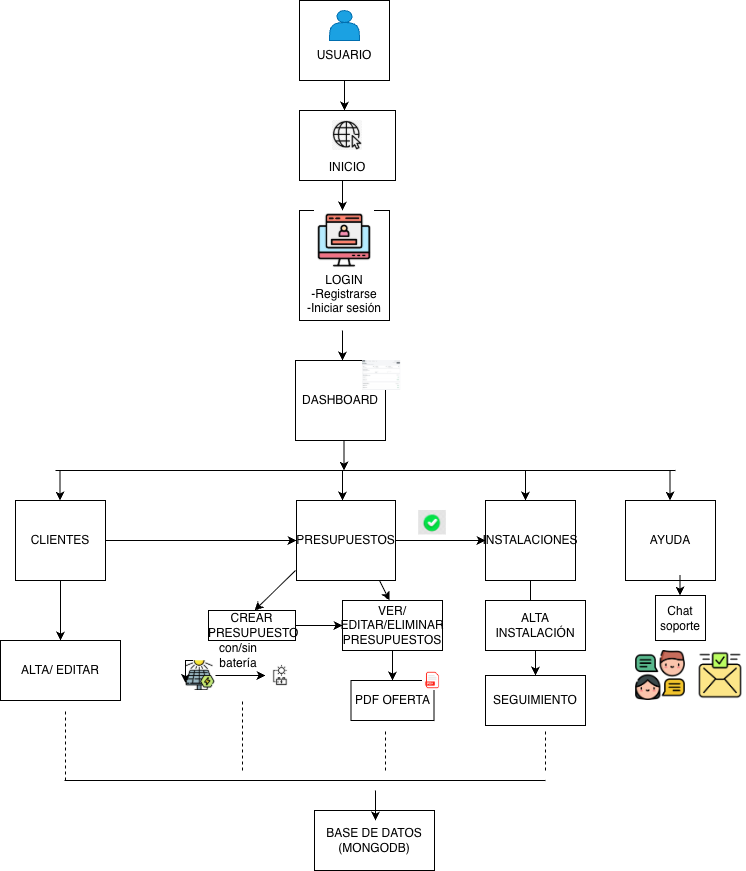 USUARIO
INICIO
LOGIN
-Registrarse
-Iniciar sesión
DASHBOARD
CLIENTES
PRESUPUESTOS
INSTALACIONES
AYUDA
CREAR
PRESUPUESTO
con/sin
batería
VER/
EDITAR/ELIMINAR
PRESUPUESTOS
ALTA
INSTALACIÓN
Chat
soporte
ALTA/ EDITAR
PDF OFERTA
SEGUIMIENTO
BASE DE DATOS
(MONGODB)